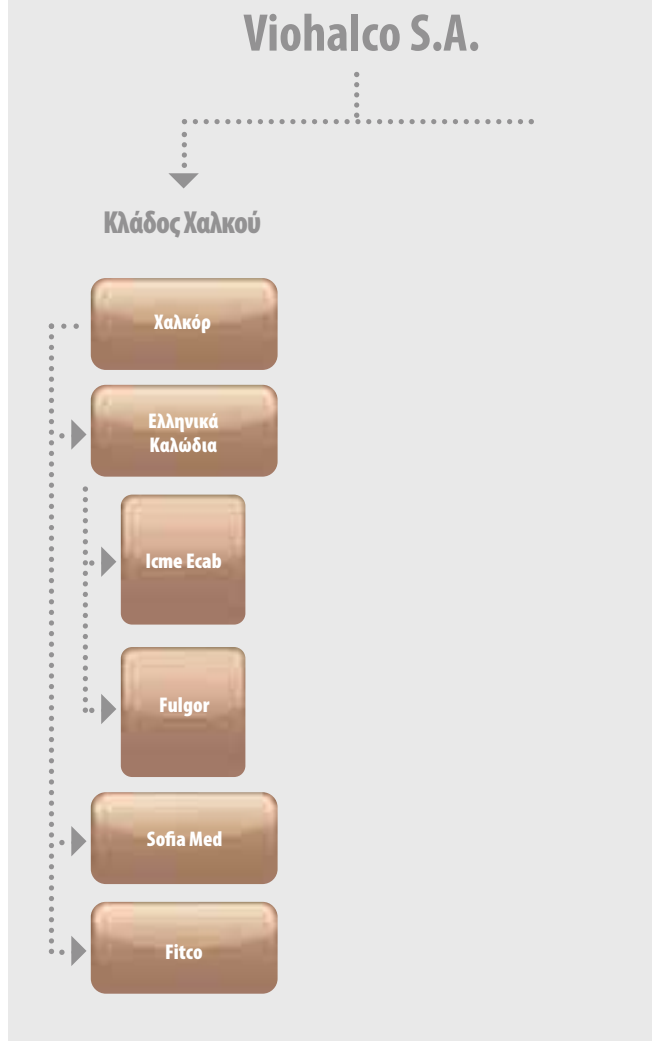 Viohalco S.A.
Κλάδος Χαλκού
Χαλκόρ
Ελληνικά
Καλώδια
Icme Ecab
Fulgor
Sofia Med
Fitco